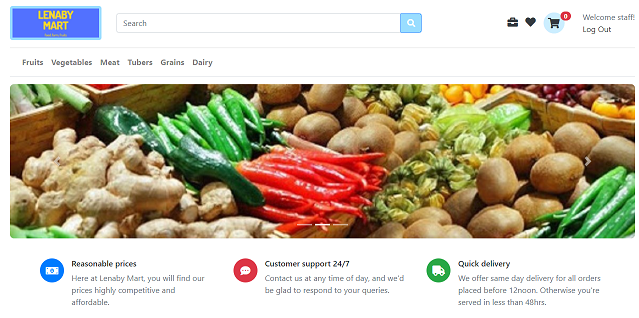 LENABY
MART
Search
0
Welcome staff!
Log Out
Fruits Vegetables Meat Tubers Grains Dairy
Reasonable prices
Here at Lenaby Mart, you will find our
prices highly competitive and
affordable.
Customer support 24/7
Contact us at any time of day, and we'd
be glad to respond to your queries.
Quick delivery
We offer same day delivery for all orders
placed before 12noon. Otherwise you're
served in less than 48hrs.